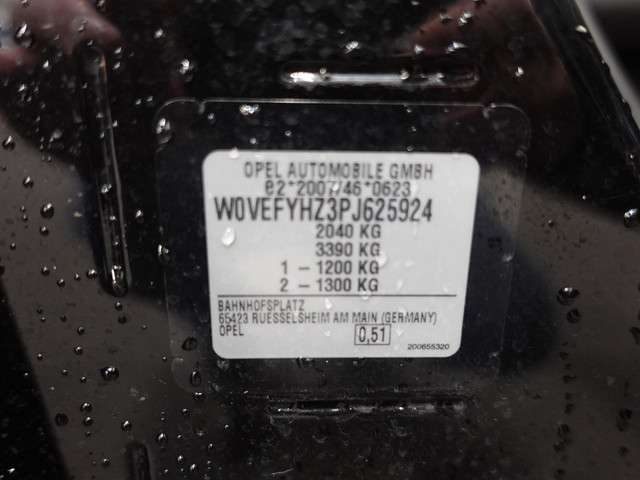 OPEL AUTOMOBILE GMBH
e2*2007/46*0623
W0VEFYHZ3PJ625924
2040 KG
3390 KG
1 – 1200 KG
2 – 1300 KG
BAHNHOFSPLATZ
65423 RUESSELSHEIM AM MAIN (GERMANY)
OPEL
0,51
200655320